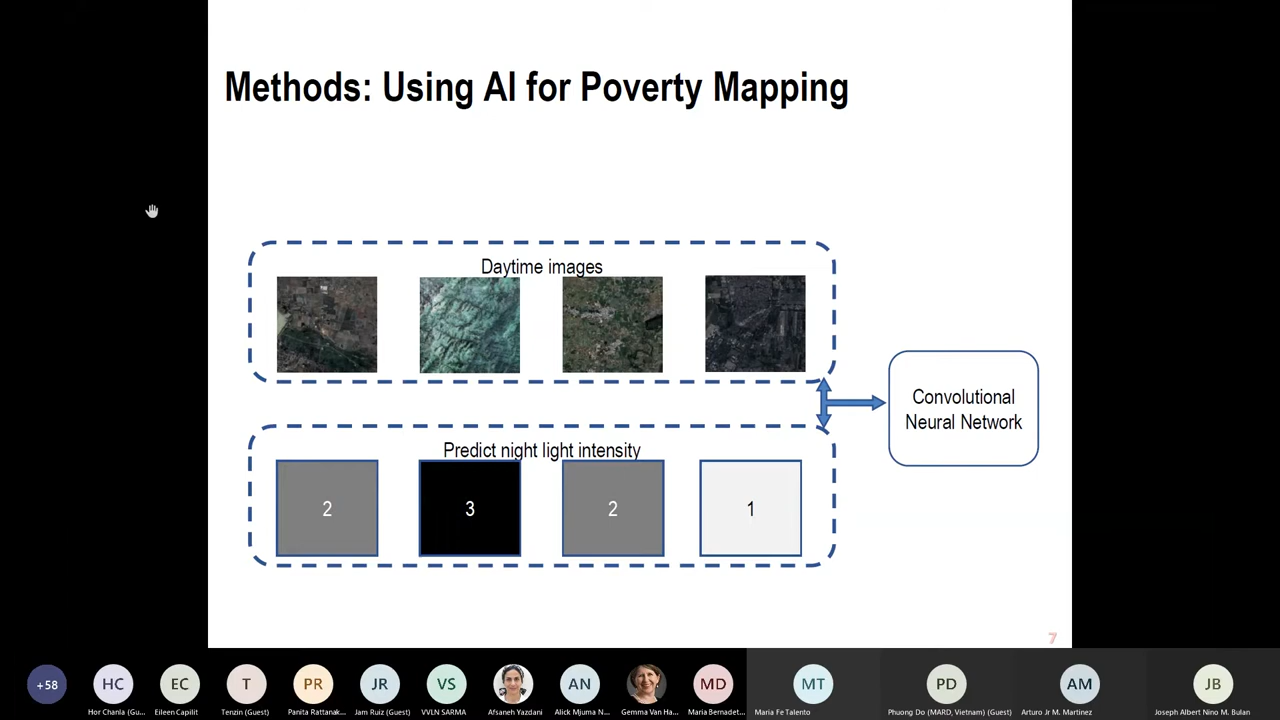 Methods: Using AI for Poverty Mapping
Daytime images
Convolutional
Neural Network
Predict night light intensity
2
3
2
1
7
+58
HC
EC
T
PR
JR
VS
AN
MD
MT
PD
AM
JB
Hor Chanla (Gu...
Eileen Capilit
Tenzin (Guest)
Panita Rattanak...
Jam Ruiz (Guest)
VVLN SARMA
Afsaneh Yazdani
Alick Mjuma N...
Gemma Van Ha...
Maria Bernadet...
Maria Fe Talento
Phuong Do (MARD, Vietnam) (Guest)
Arturo Jr M. Martinez
Joseph Albert Nino M. Bulan